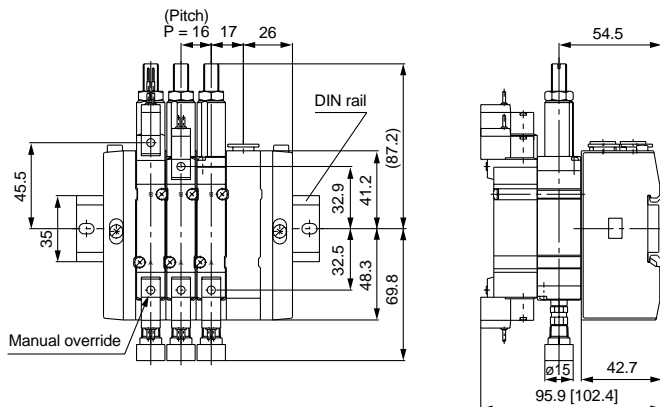 (Pitch)
P = 16
17
26
54.5
DIN rail
45.5
35
32.9
41.2
(87.2)
32.5
48.3
69.8
B B B
A A A
Manual override
ø15
42.7
95.9 [102.4]